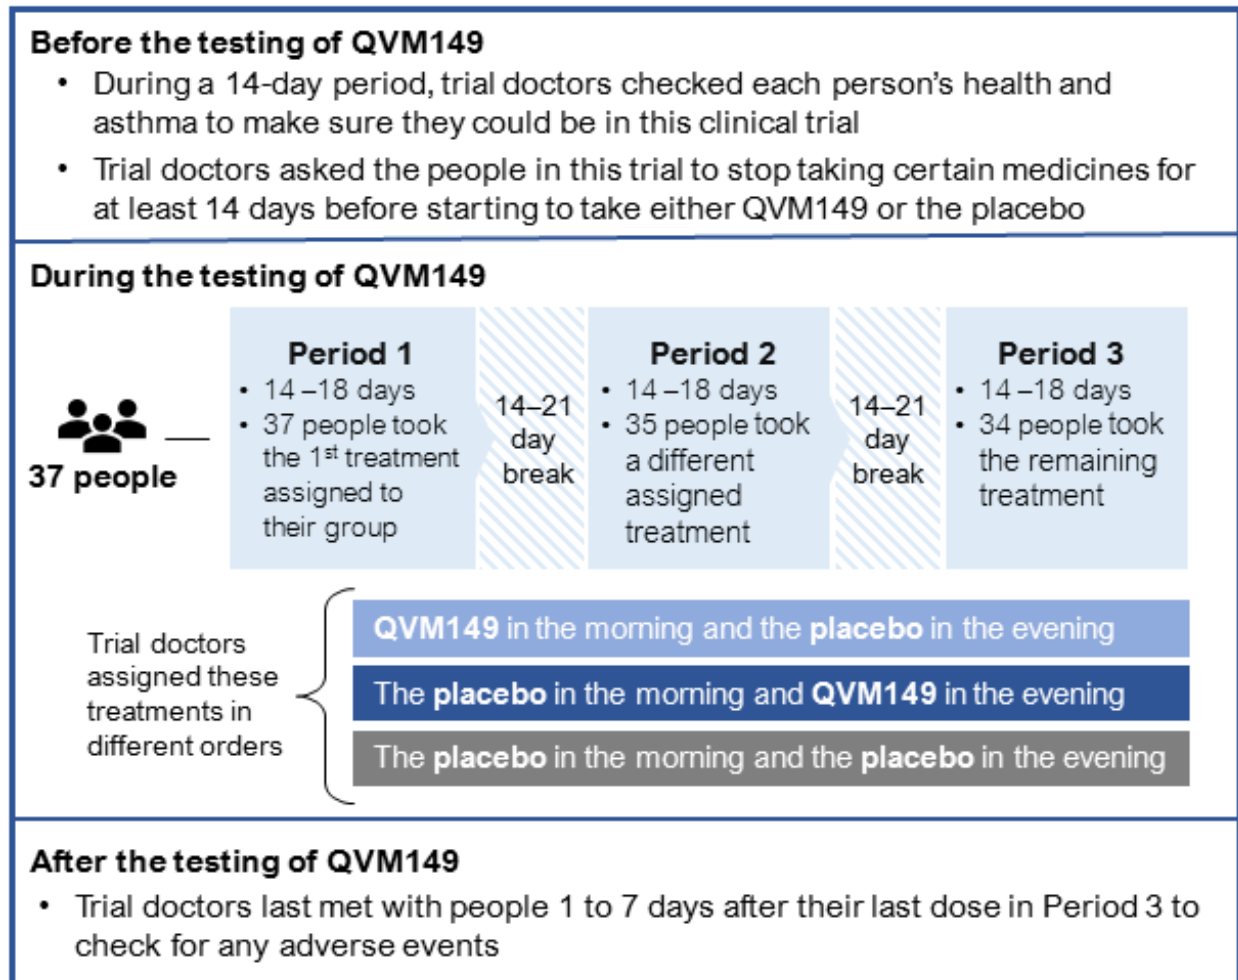 Before the testing of QVM149
• During a 14-day period, trial doctors checked each person's health and
asthma to make sure they could be in this clinical trial
• Trial doctors asked the people in this trial to stop taking certain medicines for
at least 14 days before starting to take either QVM149 or the placebo
During the testing of QVM149
37 people
Period 1
• 14 –18 days
• 37 people took
the 1st treatment
assigned to
their group
14–21
day
break
Period 2
• 14 –18 days
• 35 people took
a different
assigned
treatment
14–21
day
break
Period 3
• 14 –18 days
• 34 people took
the remaining
treatment
Trial doctors
assigned these
treatments in
different orders
QVM149 in the morning and the placebo in the evening
The placebo in the morning and QVM149 in the evening
The placebo in the morning and the placebo in the evening
After the testing of QVM149
• Trial doctors last met with people 1 to 7 days after their last dose in Period 3 to
check for any adverse events